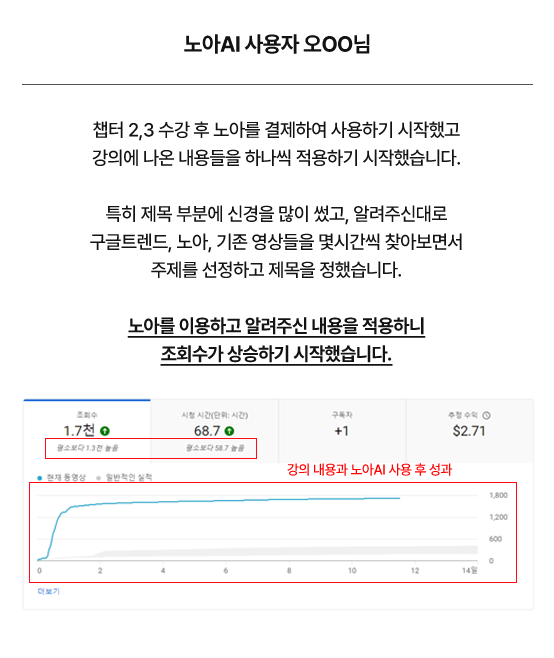 노아AI 사용자 오OO님
챕터 2,3 수강 후 노아를 결제하여 사용하기 시작했고
강의에 나온 내용들을 하나씩 적용하기 시작했습니다.
특히 제목 부분에 신경을 많이 썼고, 알려주신대로
구글트렌드, 노아, 기존 영상들을 몇시간씩 찾아보면서
주제를 선정하고 제목을 정했습니다.
노아를 이용하고 알려주신 내용을 적용하니
조회수가 상승하기 시작했습니다.
조회수 시청 시간(단위: 시간) 구독자 추정 수익
1.7천 68.7 +1 $2.71
평소보다 1.3천 높음 평소보다 58.7 높음
강의 내용과 노아AI 사용 후 성과
현재 동영상 일반적인 실적
1,800
1,200
600
0
0 2 4 6 8 10 12 14일
더보기